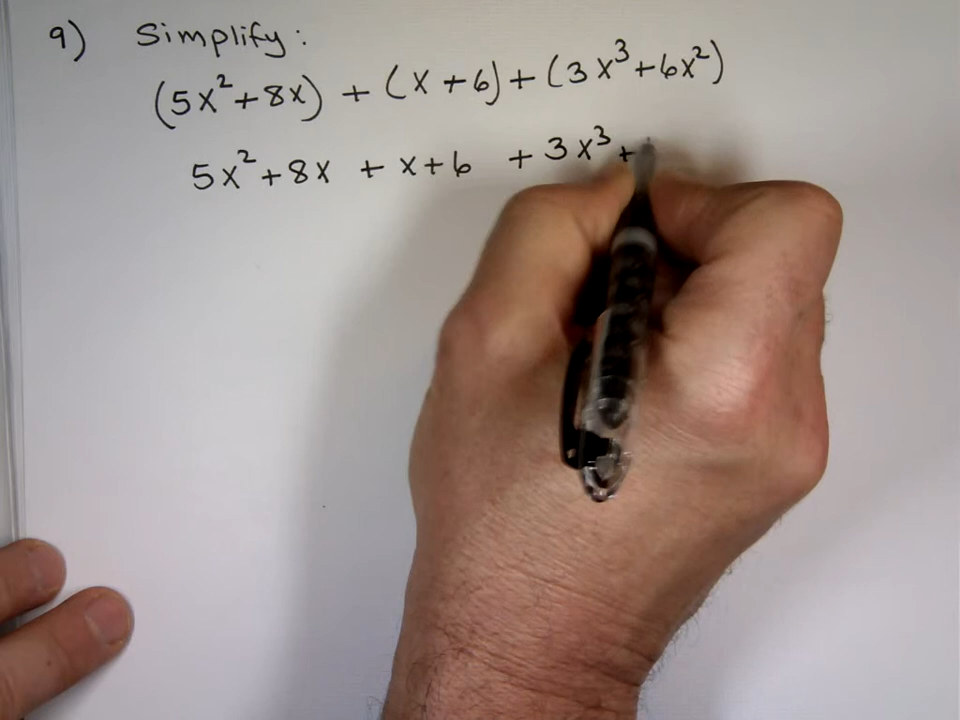 9) Simplify:
(5x²+8x) + (x+6) + (3x³+6x²)
5x²+8x + x+6 + 3x³+